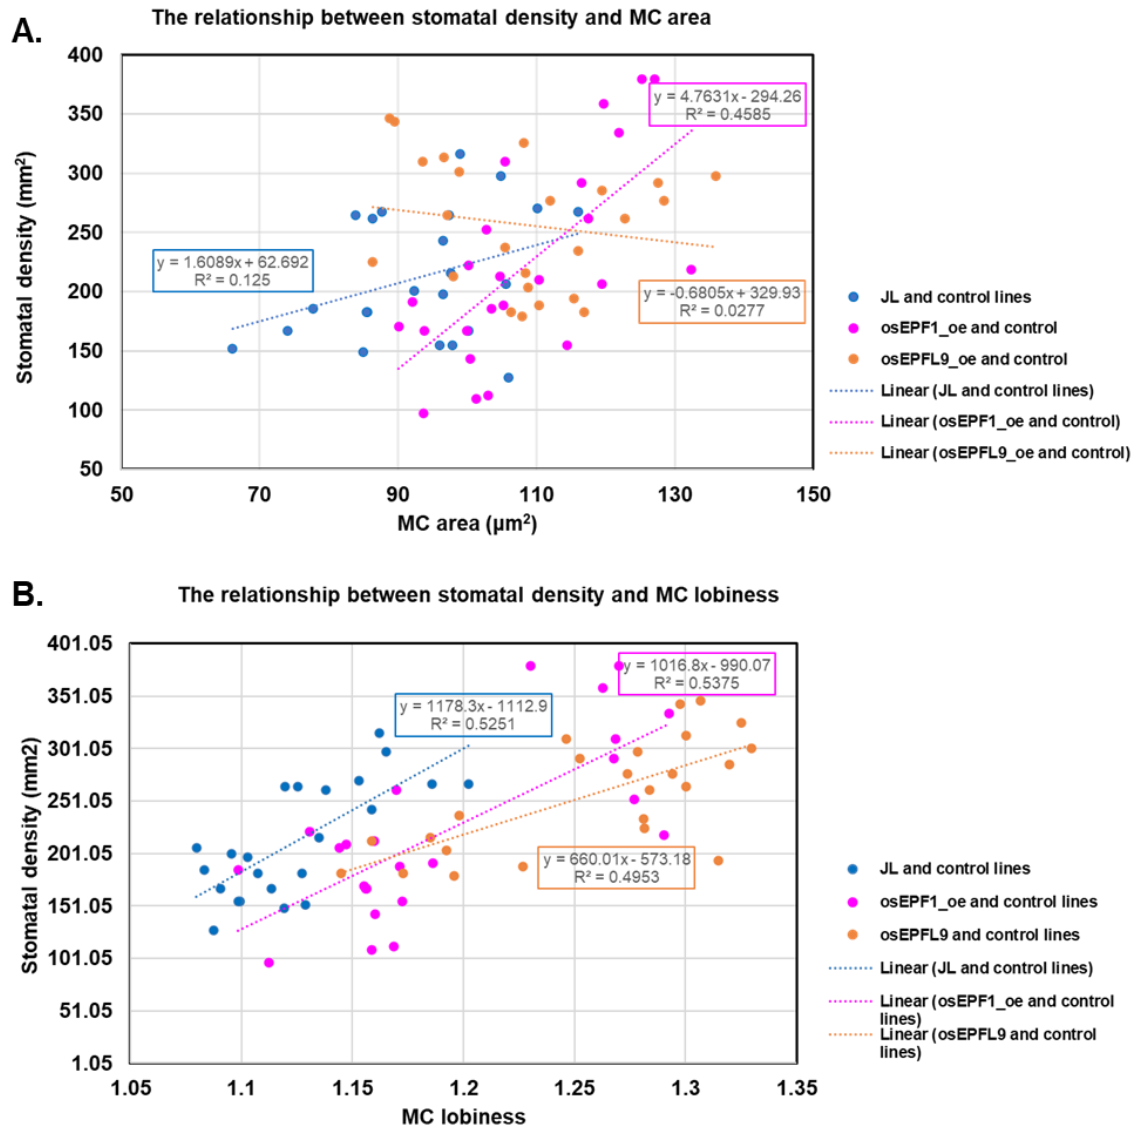 A.
The relationship between stomatal density and MC area
Stomatal density (mm²)
400
350
300
250
200
150
100
50
50 70 90 110 130 150
MC area (µm²)
y = 4.7631x - 294.26
R² = 0.4585
y = 1.6089x + 62.692
R² = 0.125
y = -0.6805x + 329.93
R² = 0.0277
JL and control lines
osEPF1_oe and control
osEPFL9_oe and control
Linear (JL and control lines)
Linear (osEPF1_oe and control)
Linear (osEPFL9_oe and control)
B.
The relationship between stomatal density and MC lobiness
Stomatal density (mm2)
401.05
351.05
301.05
251.05
201.05
151.05
101.05
51.05
1.05
1.05 1.1 1.15 1.2 1.25 1.3 1.35
MC lobiness
y = 1016.8x - 990.07
R² = 0.5375
y = 1178.3x - 1112.9
R² = 0.5251
y = 660.01x - 573.18
R² = 0.4953
JL and control lines
osEPF1_oe and control lines
osEPFL9 and control lines
Linear (JL and control lines)
Linear (osEPF1_oe and control
lines)
Linear (osEPFL9 and control
lines)